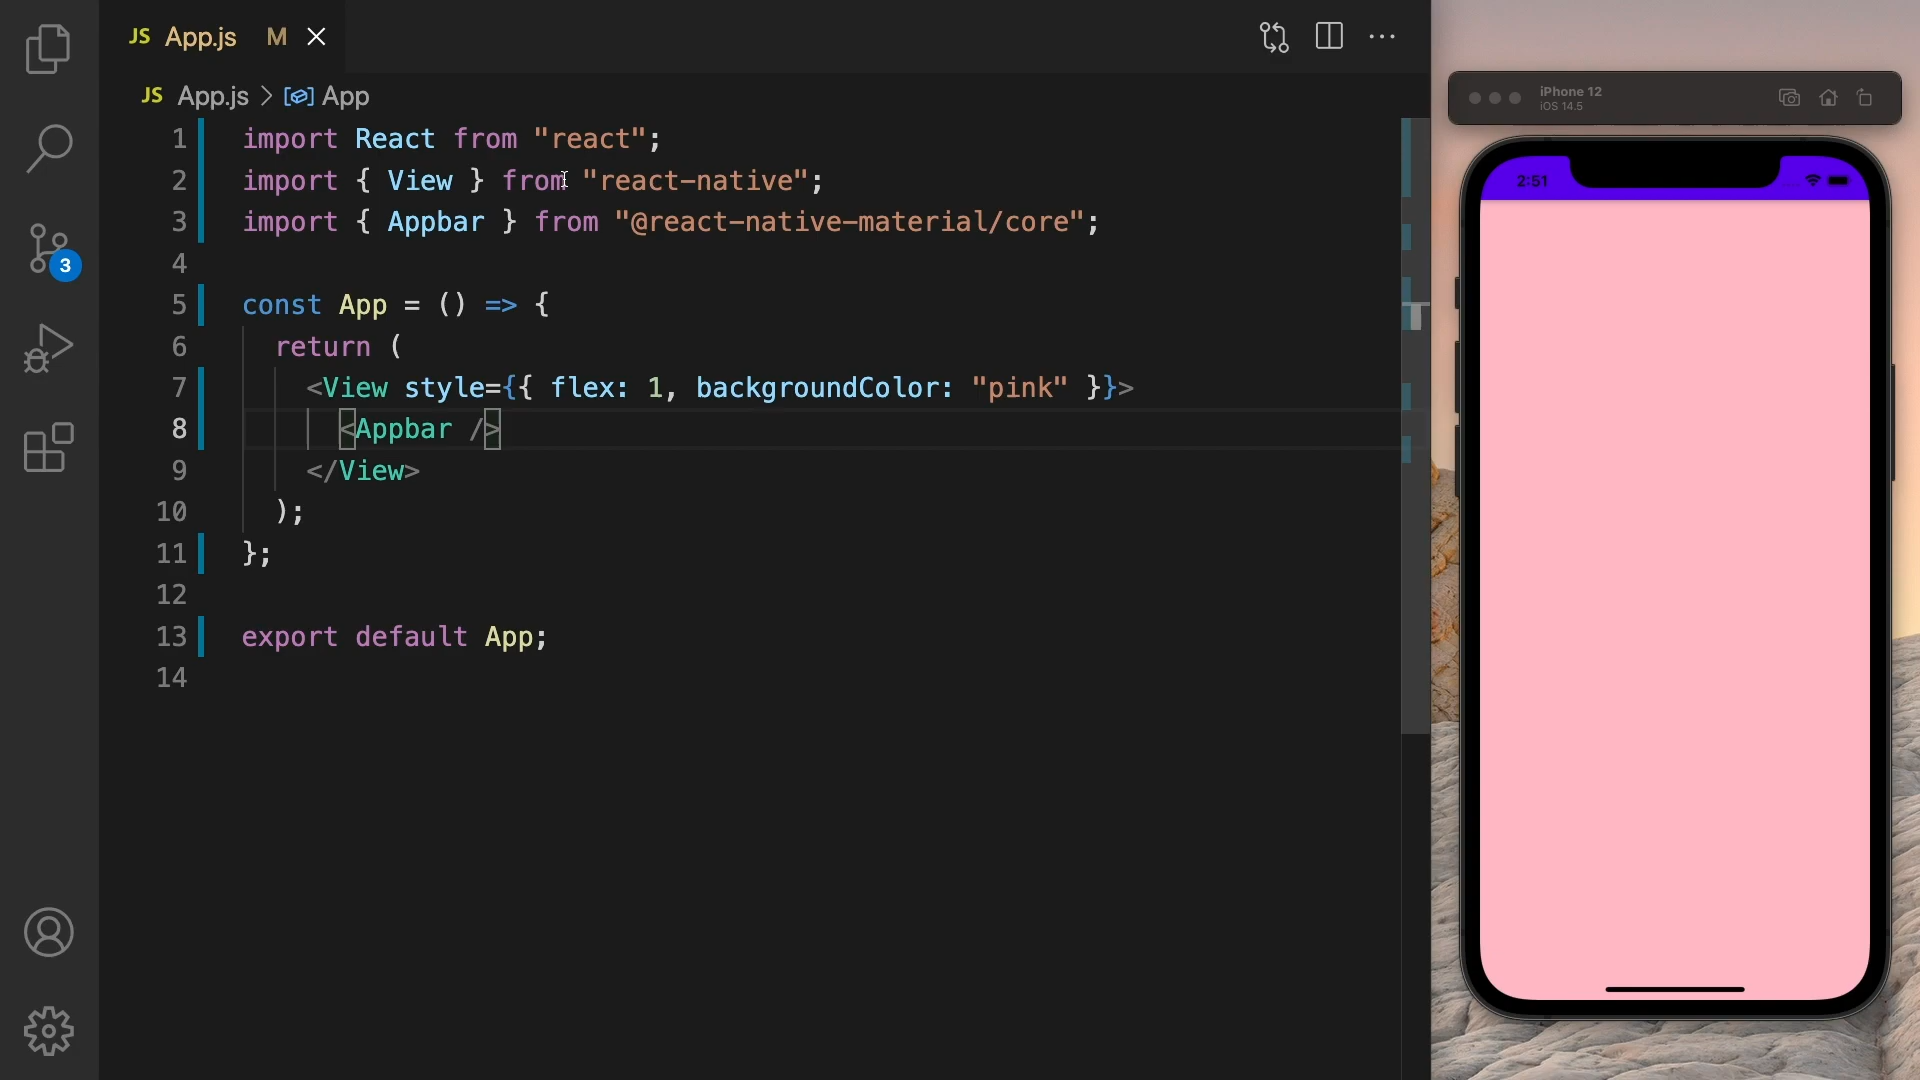 JS App.js M
JS App.js > App
1 import React from "react";
2 import { View } from "react-native";
3 import { Appbar } from "@react-native-material/core";
4
5 const App = () => {
6 return (
7 <View style={{ flex: 1, backgroundColor: "pink" }}>
8 <Appbar />
9 </View>
10 );
11 };
12
13 export default App;
14
3
iPhone 12
iOS 14.5
2:51